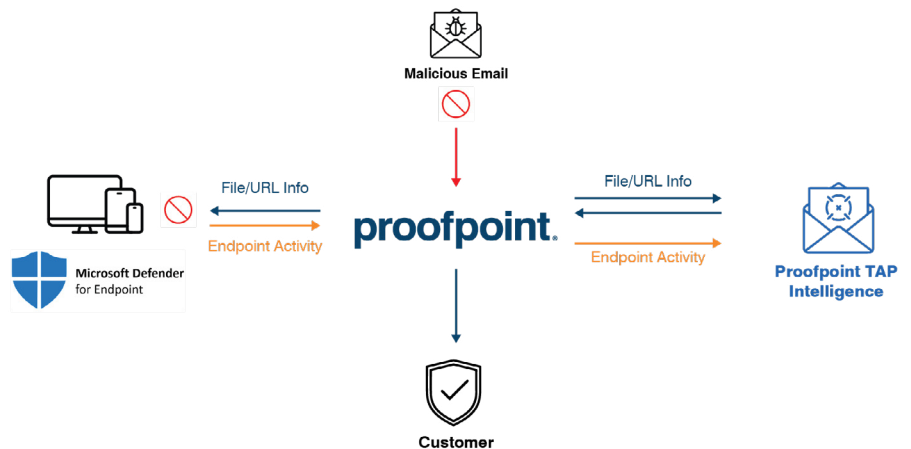 Malicious Email
File/URL Info
File/URL Info
proofpoint®
Endpoint Activity
Endpoint Activity
Microsoft Defender
for Endpoint
Proofpoint TAP
Intelligence
Customer